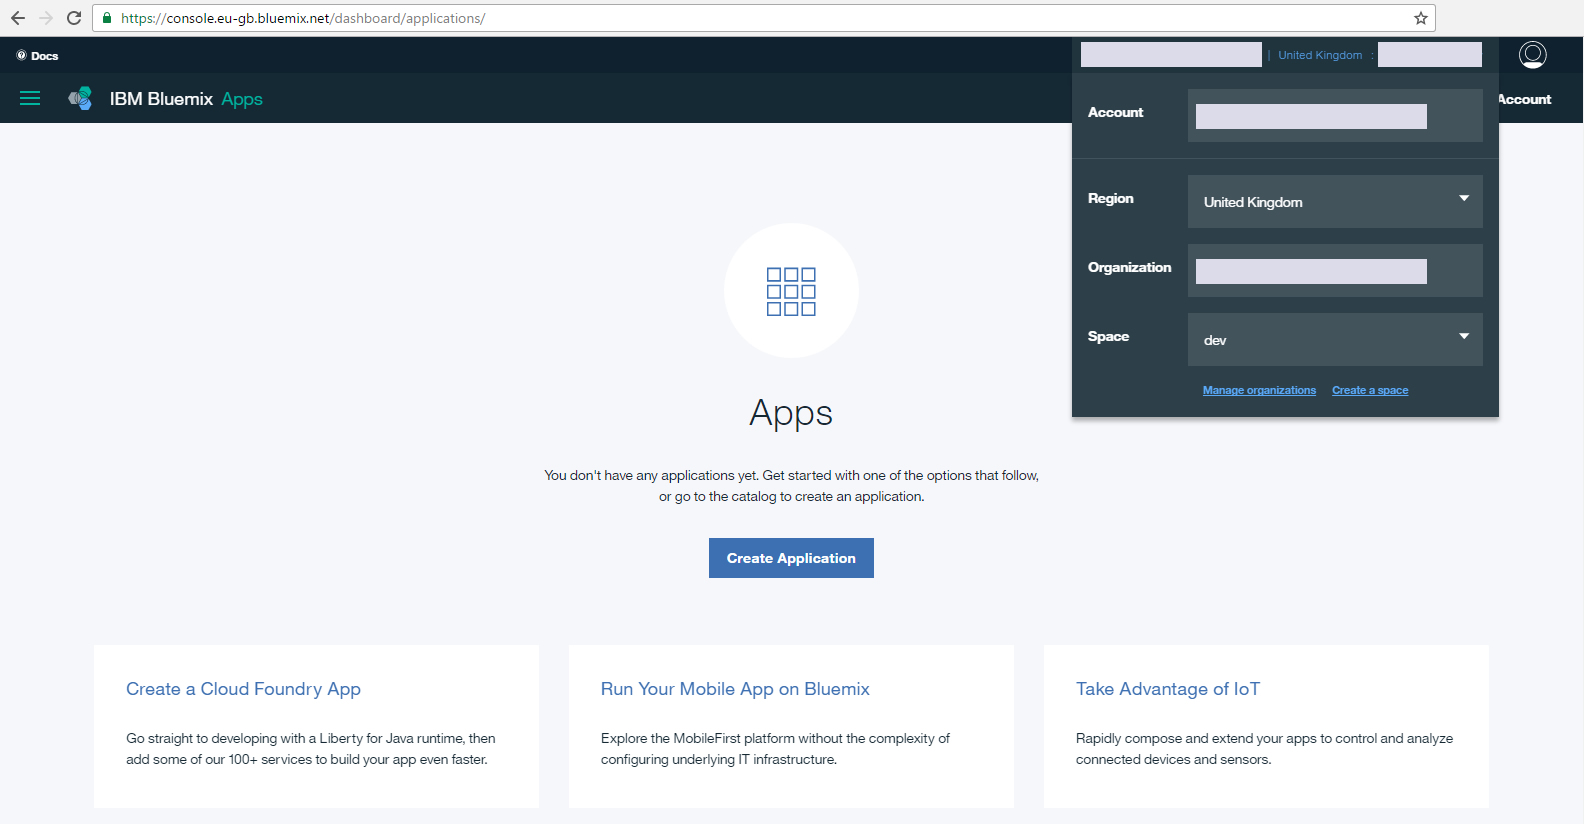 https://console.eu-gb.bluemix.net/dashboard/applications/
Docs
| United Kingdom :
IBM Bluemix Apps
Account
Account
Region
United Kingdom
Organization
Space
dev
Manage organizations Create a space
Apps
You don't have any applications yet. Get started with one of the options that follow,
or go to the catalog to create an application.
Create Application
Create a Cloud Foundry App
Go straight to developing with a Liberty for Java runtime, then
add some of our 100+ services to build your app even faster.
Run Your Mobile App on Bluemix
Explore the MobileFirst platform without the complexity of
configuring underlying IT infrastructure.
Take Advantage of IoT
Rapidly compose and extend your apps to control and analyze
connected devices and sensors.